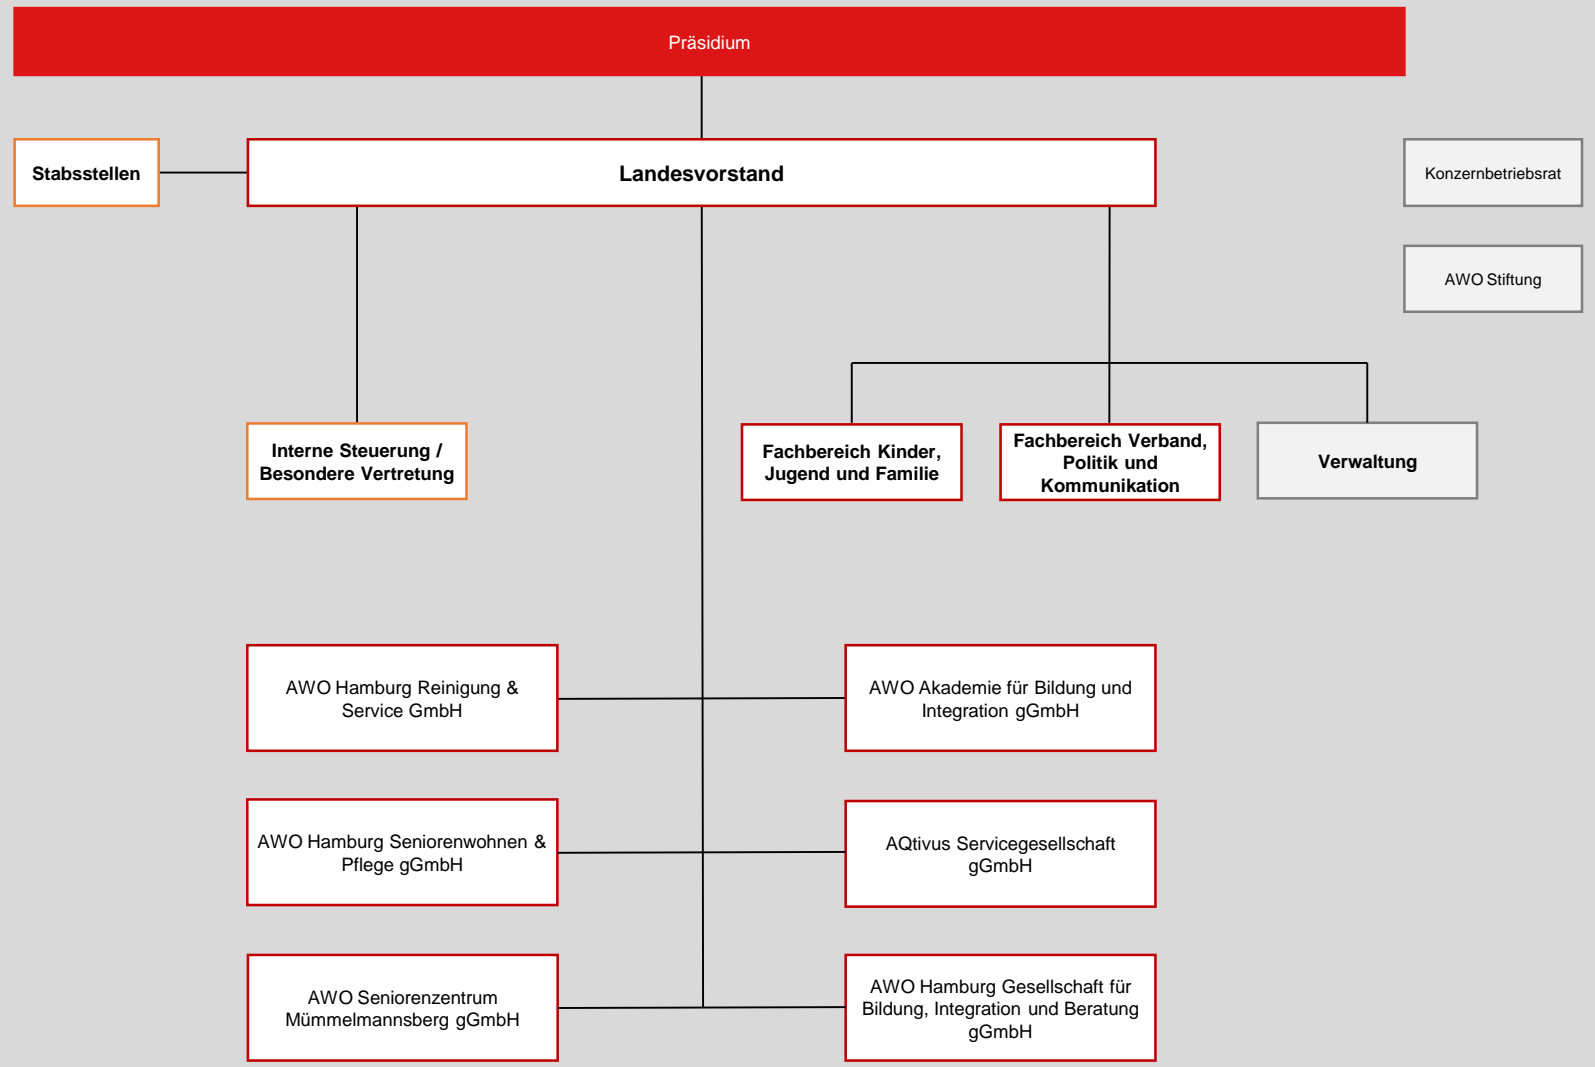 Präsidium
Stabsstellen
Landesvorstand
Konzernbetriebsrat
AWO Stiftung
Interne Steuerung /
Besondere Vertretung
Fachbereich Kinder,
Jugend und Familie
Fachbereich Verband,
Politik und
Kommunikation
Verwaltung
AWO Hamburg Reinigung &
Service GmbH
AWO Akademie für Bildung und
Integration gGmbH
AWO Hamburg Seniorenwohnen &
Pflege gGmbH
AQtivus Servicegesellschaft
gGmbH
AWO Seniorenzentrum
Mümmelmannsberg gGmbH
AWO Hamburg Gesellschaft für
Bildung, Integration und Beratung
gGmbH